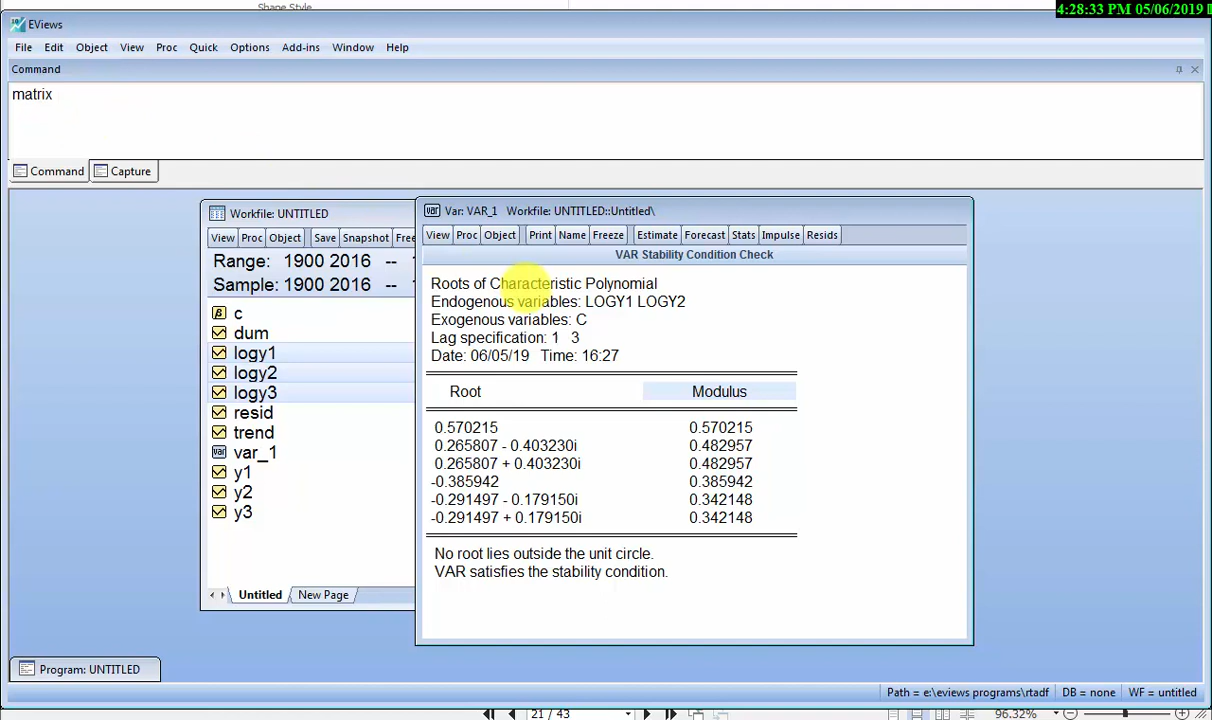 Shape Style
4:28:33 PM 05/06/2019
EViews
File Edit Object View Proc Quick Options Add-ins Window Help
Command
matrix
Command Capture
Workfile: UNTITLED
View Proc Object Save Snapshot Free
Range: 1900 2016 --
Sample: 1900 2016 --
c
dum
logy1
logy2
logy3
resid
trend
var_1
y1
y2
y3
Untitled New Page
Var: VAR_1 Workfile: UNTITLED::Untitled\
View Proc Object Print Name Freeze Estimate Forecast Stats Impulse Resids
VAR Stability Condition Check
Roots of Characteristic Polynomial
Endogenous variables: LOGY1 LOGY2
Exogenous variables: C
Lag specification: 1 3
Date: 06/05/19 Time: 16:27
Root Modulus
0.570215 0.570215
0.265807 - 0.403230i 0.482957
0.265807 + 0.403230i 0.482957
-0.385942 0.385942
-0.291497 - 0.179150i 0.342148
-0.291497 + 0.179150i 0.342148
No root lies outside the unit circle.
VAR satisfies the stability condition.
Program: UNTITLED
Path = e:\eviews programs\rtadf DB = none WF = untitled
21 / 43 96.32%